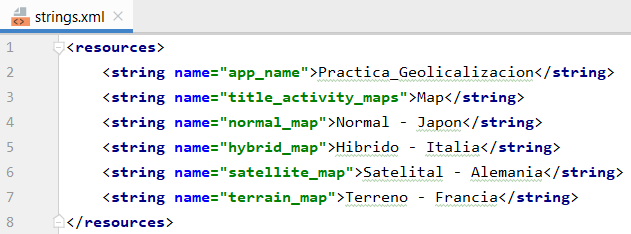 strings.xml
1 <resources>
2 <string name="app_name">Practica_Geolicalizacion</string>
3 <string name="title_activity_maps">Map</string>
4 <string name="normal_map">Normal - Japon</string>
5 <string name="hybrid_map">Hibrido - Italia</string>
6 <string name="satellite_map">Satelital - Alemania</string>
7 <string name="terrain_map">Terreno - Francia</string>
8 </resources>